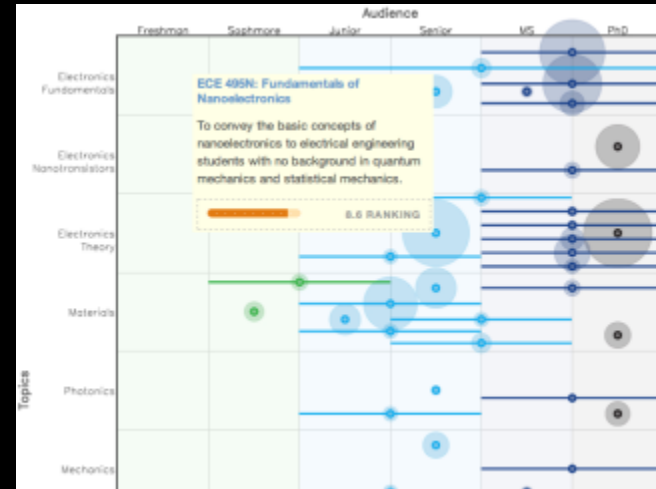 Audience
Freshman Sophmore Junior Senior MS PhD
Electronics
Fundamentals
ECE 495N: Fundamentals of
Nanoelectronics
To convey the basic concepts of
nanoelectronics to electrical engineering
students with no background in quantum
mechanics and statistical mechanics.
8.6 RANKING
Electronics
Nanotransistors
Electronics
Theory
Materials
Topics
Photonics
Mechanics